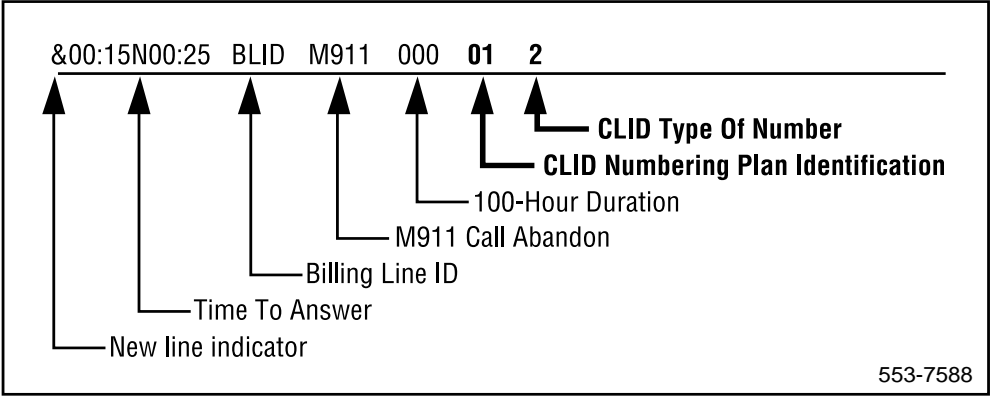 &00:15N00:25 BLID M911 000 01 2
CLID Type Of Number
CLID Numbering Plan Identification
100-Hour Duration
M911 Call Abandon
Billing Line ID
Time To Answer
New line indicator
553-7588